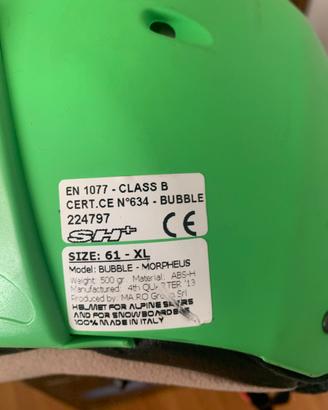 EN 1077 - CLASS B
CERT.CE N°634 - BUBBLE
224797
SH+ CE
SIZE: 61 - XL
Model: BUBBLE - MORPHEUS
Weight: 500 gr. Material: ABS-H
Manufactured: 4th QUARTER '13
Produced by: MA.RO Group Srl
HELMET FOR ALPINE SKIERS
AND FOR SNOWBOARDERS
100% MADE IN ITALY